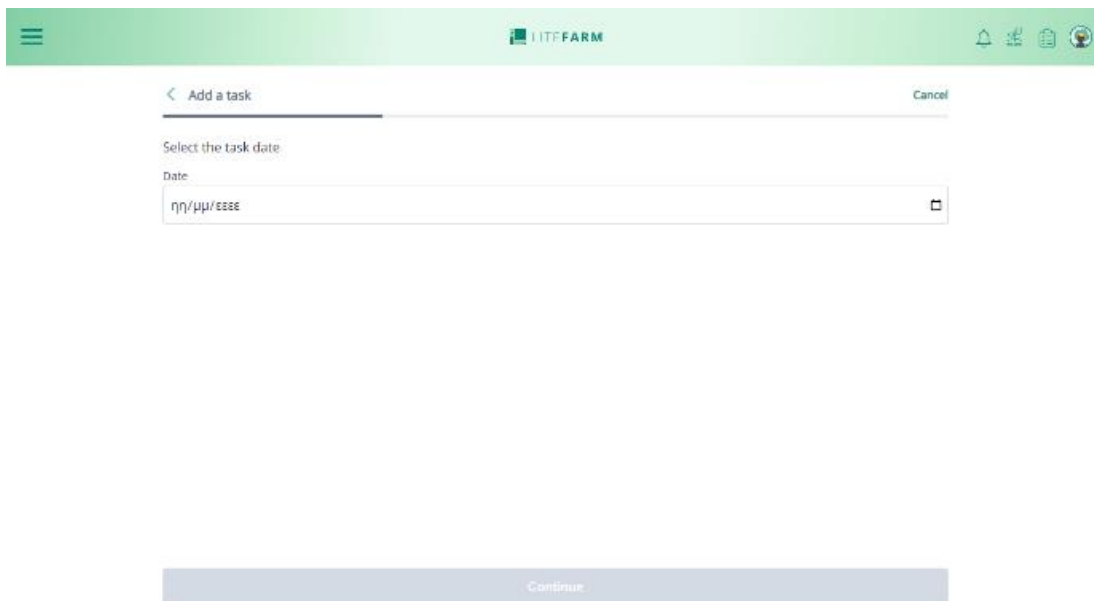 LITEFARM
Add a task
Cancel
Select the task date
Date
ηη/μμ/εεεε
Continue